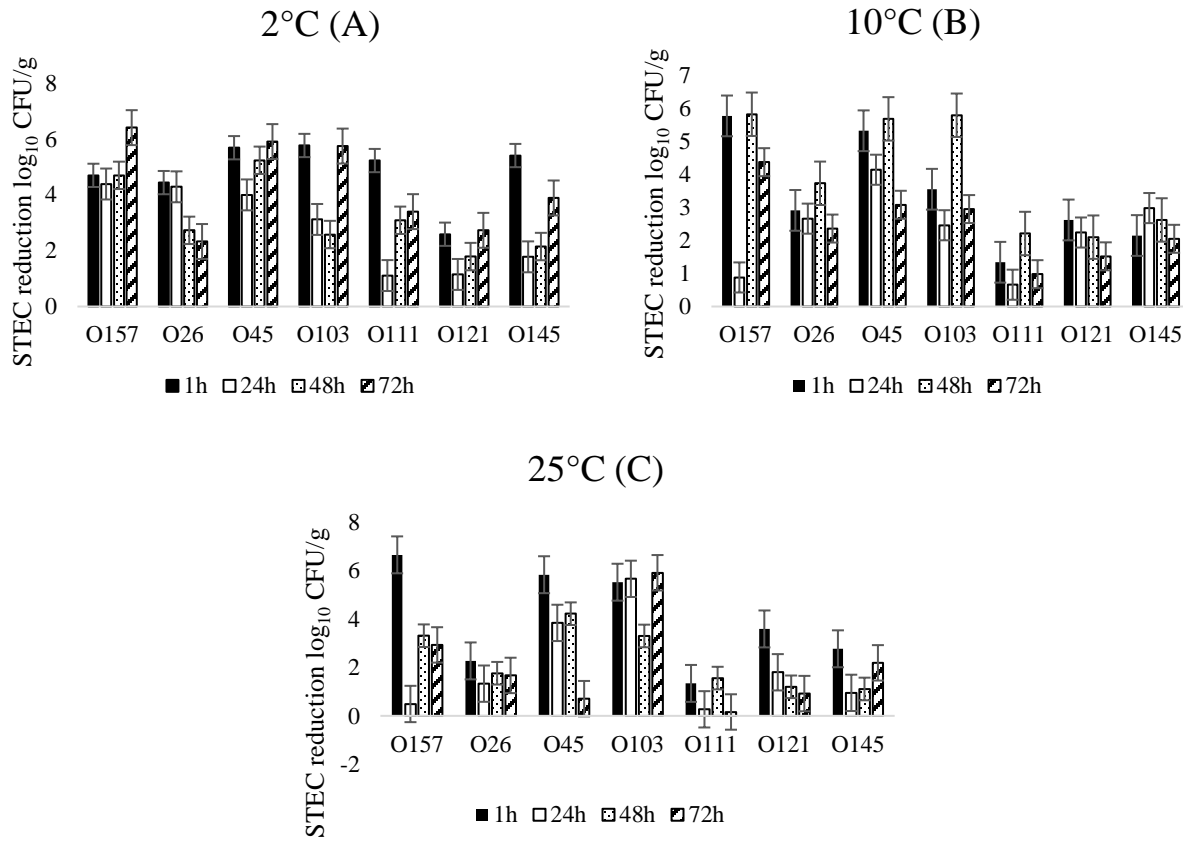 2°C (A)
STEC reduction log₁₀ CFU/g
8
6
4
2
0
O157 O26 O45 O103 O111 O121 O145
1h 24h 48h 72h
10°C (B)
STEC reduction log₁₀ CFU/g
7
6
5
4
3
2
1
0
O157 O26 O45 O103 O111 O121 O145
1h 24h 48h 72h
25°C (C)
STEC reduction log₁₀ CFU/g
8
6
4
2
0
-2
O157 O26 O45 O103 O111 O121 O145
1h 24h 48h 72h